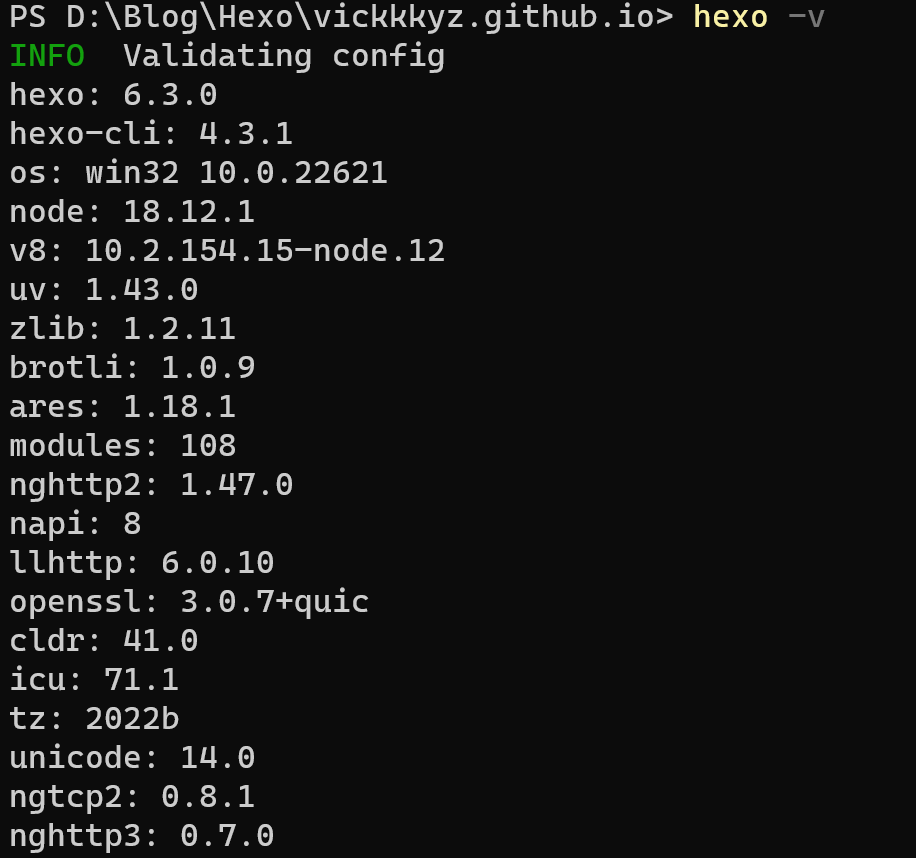 PS D:\Blog\Hexo\vickkkyz.github.io> hexo -v
INFO  Validating config
hexo: 6.3.0
hexo-cli: 4.3.1
os: win32 10.0.22621
node: 18.12.1
v8: 10.2.154.15-node.12
uv: 1.43.0
zlib: 1.2.11
brotli: 1.0.9
ares: 1.18.1
modules: 108
nghttp2: 1.47.0
napi: 8
llhttp: 6.0.10
openssl: 3.0.7+quic
cldr: 41.0
icu: 71.1
tz: 2022b
unicode: 14.0
ngtcp2: 0.8.1
nghttp3: 0.7.0